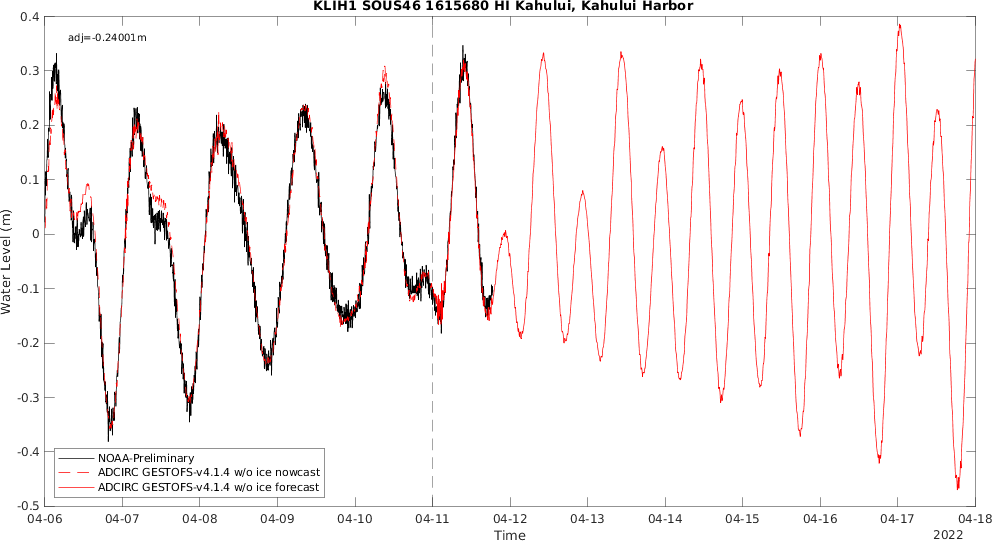 KLIH1 SOUS46 1615680 HI Kahului, Kahului Harbor
adj=-0.24001m
0.4
0.3
0.2
0.1
0
-0.1
-0.2
-0.3
-0.4
-0.5
Water Level (m)
NOAA-Preliminary
ADCIRC GESTOFS-v4.1.4 w/o ice nowcast
ADCIRC GESTOFS-v4.1.4 w/o ice forecast
04-06 04-07 04-08 04-09 04-10 04-11 04-12 04-13 04-14 04-15 04-16 04-17 04-18
Time
2022